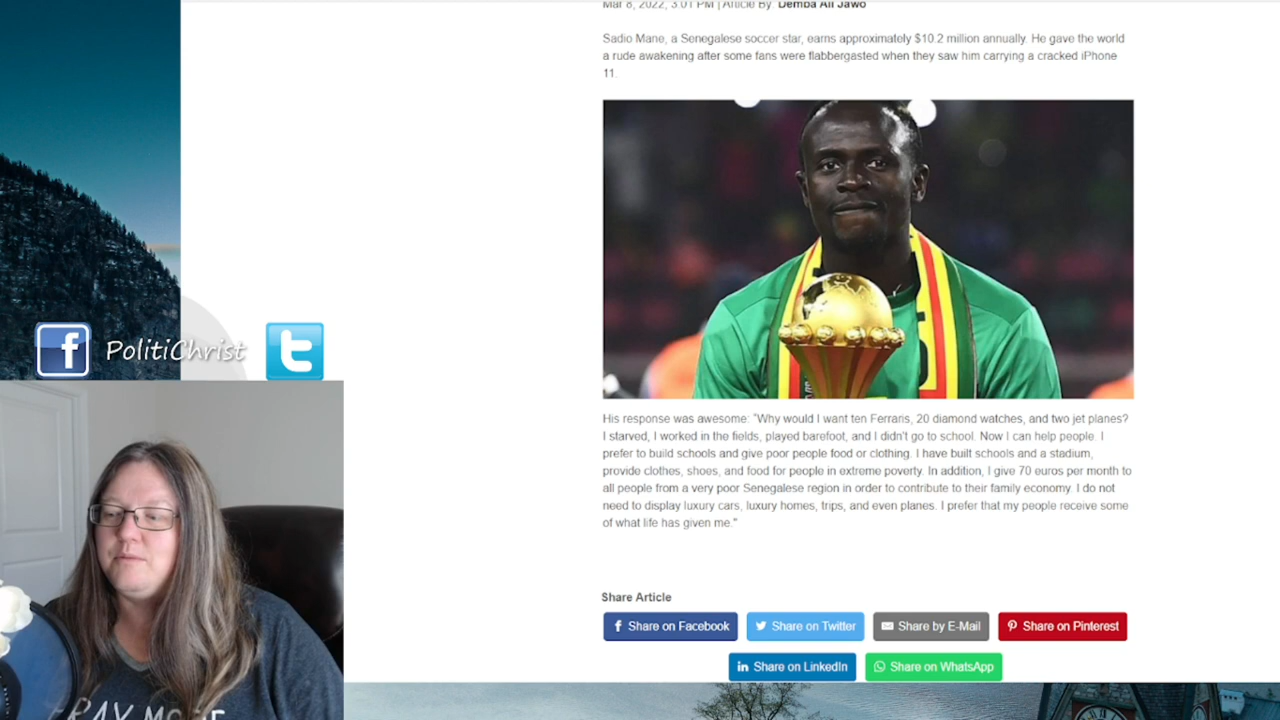 Mar 8, 2022, 3:01 PM | Article By Demba Ali Jawo
Sadio Mane, a Senegalese soccer star, earns approximately $10.2 million annually. He gave the world
a rude awakening after some fans were flabbergasted when they saw him carrying a cracked iPhone
11.
His response was awesome: "Why would I want ten Ferraris, 20 diamond watches, and two jet planes?
I starved, I worked in the fields, played barefoot, and I didn't go to school. Now I can help people. I
prefer to build schools and give poor people food or clothing. I have built schools and a stadium,
provide clothes, shoes, and food for people in extreme poverty. In addition, I give 70 euros per month to
all people from a very poor Senegalese region in order to contribute to their family economy. I do not
need to display luxury cars, luxury homes, trips, and even planes. I prefer that my people receive some
of what life has given me."
Share Article
Share on Facebook
Share on Twitter
Share by E-Mail
Share on Pinterest
Share on LinkedIn
Share on WhatsApp
f PolitiChrist t
PRAY MORE